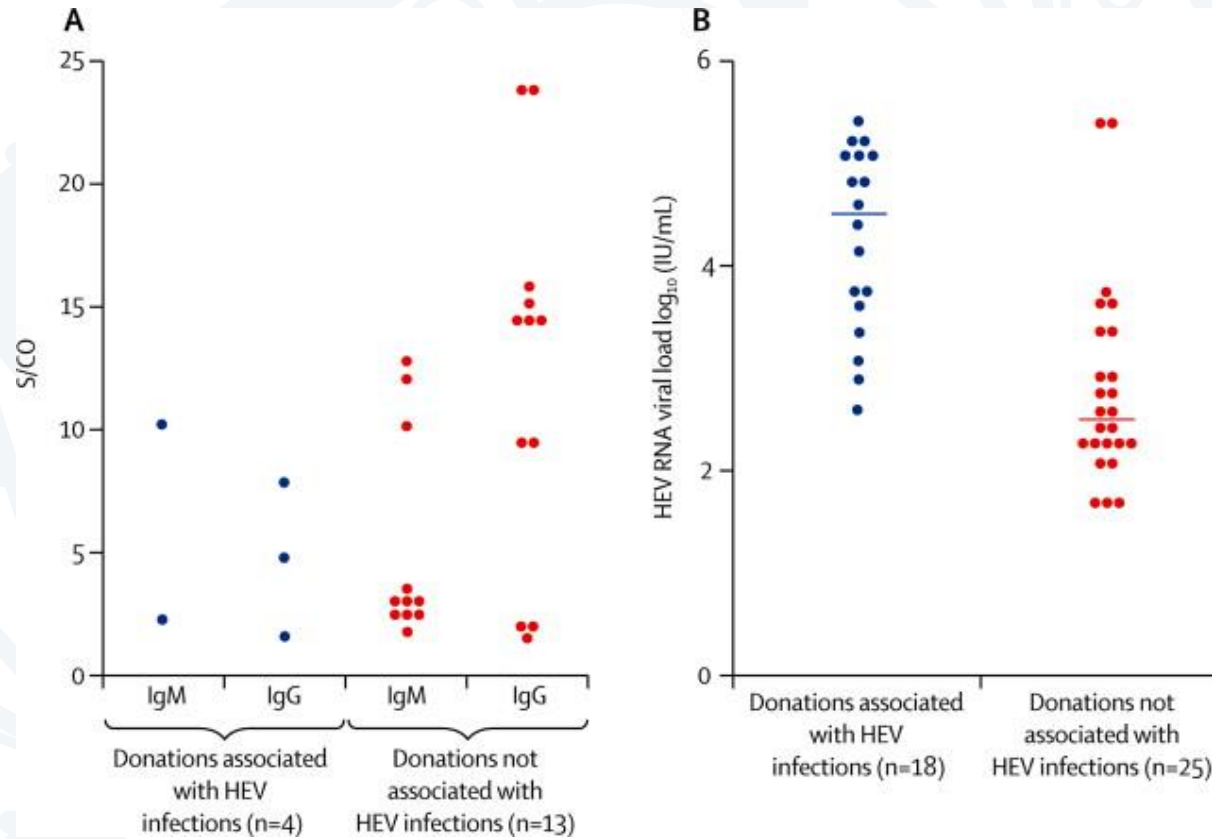 A
25
20
15
10
5
0
S/CO
IgM
IgG
IgM
IgG
Donations associated
with HEV
infections (n=4)
Donations not
associated with
HEV infections (n=13)
B
6
4
2
0
HEV RNA viral load log₁₀ (IU/mL)
Donations associated
with HEV
infections (n=18)
Donations not
associated with
HEV infections (n=25)